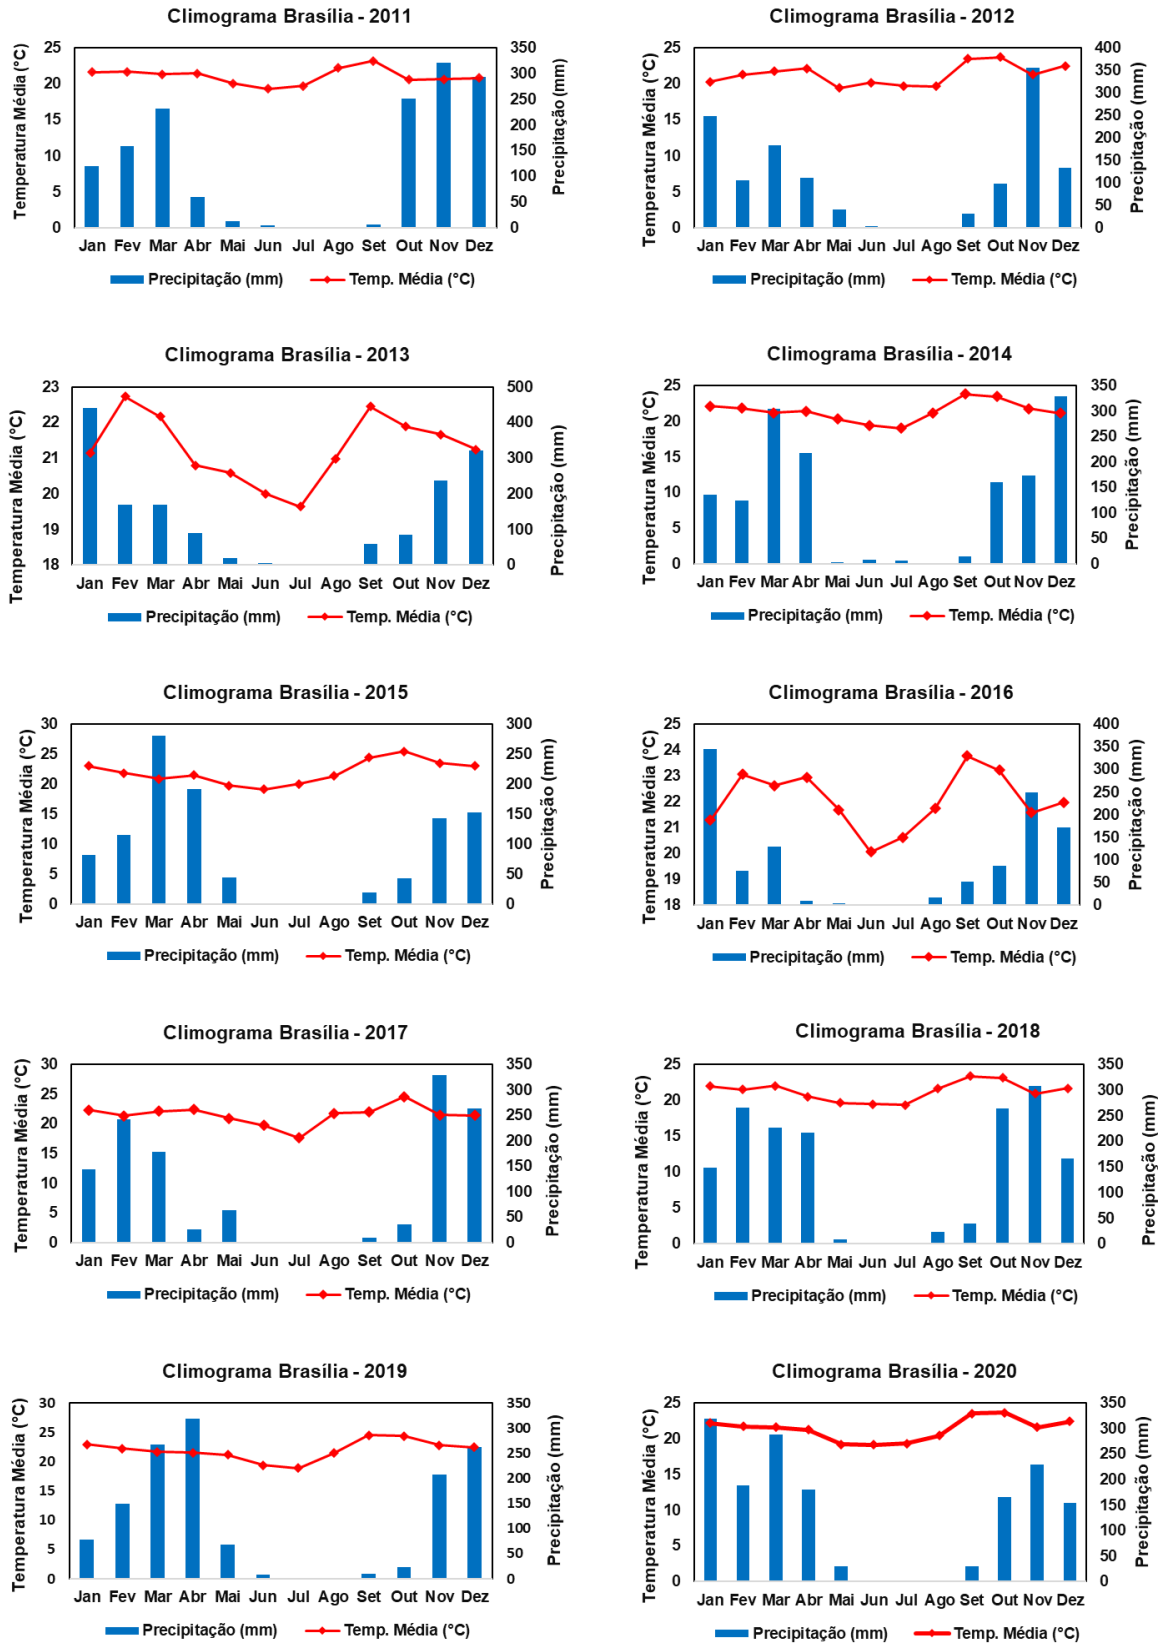 Climograma Brasília - 2011
Temperatura Média (°C)
25
20
15
10
5
0
350
300
250
200
150
100
50
0
Precipitação (mm)
Jan Fev Mar Abr Mai Jun Jul Ago Set Out Nov Dez
Precipitação (mm) Temp. Média (°C)
Climograma Brasília - 2012
Temperatura Média (°C)
25
20
15
10
5
0
400
350
300
250
200
150
100
50
0
Precipitação (mm)
Jan Fev Mar Abr Mai Jun Jul Ago Set Out Nov Dez
Precipitação (mm) Temp. Média (°C)
Climograma Brasília - 2013
Temperatura Média (°C)
23
22
21
20
19
18
500
400
300
200
100
0
Precipitação (mm)
Jan Fev Mar Abr Mai Jun Jul Ago Set Out Nov Dez
Precipitação (mm) Temp. Média (°C)
Climograma Brasília - 2014
Temperatura Média (°C)
25
20
15
10
5
0
350
300
250
200
150
100
50
0
Precipitação (mm)
Jan Fev Mar Abr Mai Jun Jul Ago Set Out Nov Dez
Precipitação (mm) Temp. Média (°C)
Climograma Brasília - 2015
Temperatura Média (°C)
30
25
20
15
10
5
0
300
250
200
150
100
50
0
Precipitação (mm)
Jan Fev Mar Abr Mai Jun Jul Ago Set Out Nov Dez
Precipitação (mm) Temp. Média (°C)
Climograma Brasília - 2016
Temperatura Média (°C)
25
24
23
22
21
20
19
18
400
350
300
250
200
150
100
50
0
Precipitação (mm)
Jan Fev Mar Abr Mai Jun Jul Ago Set Out Nov Dez
Precipitação (mm) Temp. Média (°C)
Climograma Brasília - 2017
Temperatura Média (°C)
30
25
20
15
10
5
0
350
300
250
200
150
100
50
0
Precipitação (mm)
Jan Fev Mar Abr Mai Jun Jul Ago Set Out Nov Dez
Precipitação (mm) Temp. Média (°C)
Climograma Brasília - 2018
Temperatura Média (°C)
25
20
15
10
5
0
350
300
250
200
150
100
50
0
Precipitação (mm)
Jan Fev Mar Abr Mai Jun Jul Ago Set Out Nov Dez
Precipitação (mm) Temp. Média (°C)
Climograma Brasília - 2019
Temperatura Média (°C)
30
25
20
15
10
5
0
350
300
250
200
150
100
50
0
Precipitação (mm)
Jan Fev Mar Abr Mai Jun Jul Ago Set Out Nov Dez
Precipitação (mm) Temp. Média (°C)
Climograma Brasília - 2020
Temperatura Média (°C)
25
20
15
10
5
0
350
300
250
200
150
100
50
0
Precipitação (mm)
Jan Fev Mar Abr Mai Jun Jul Ago Set Out Nov Dez
Precipitação (mm) Temp. Média (°C)